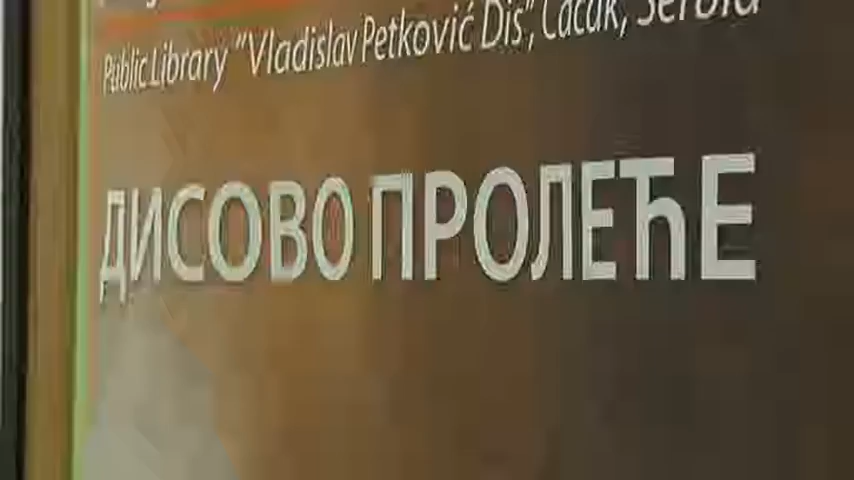 Public Library "Vladislav Petković Dis", Čačak, Serbia
ДИСОВО ПРОЛЕЋЕ